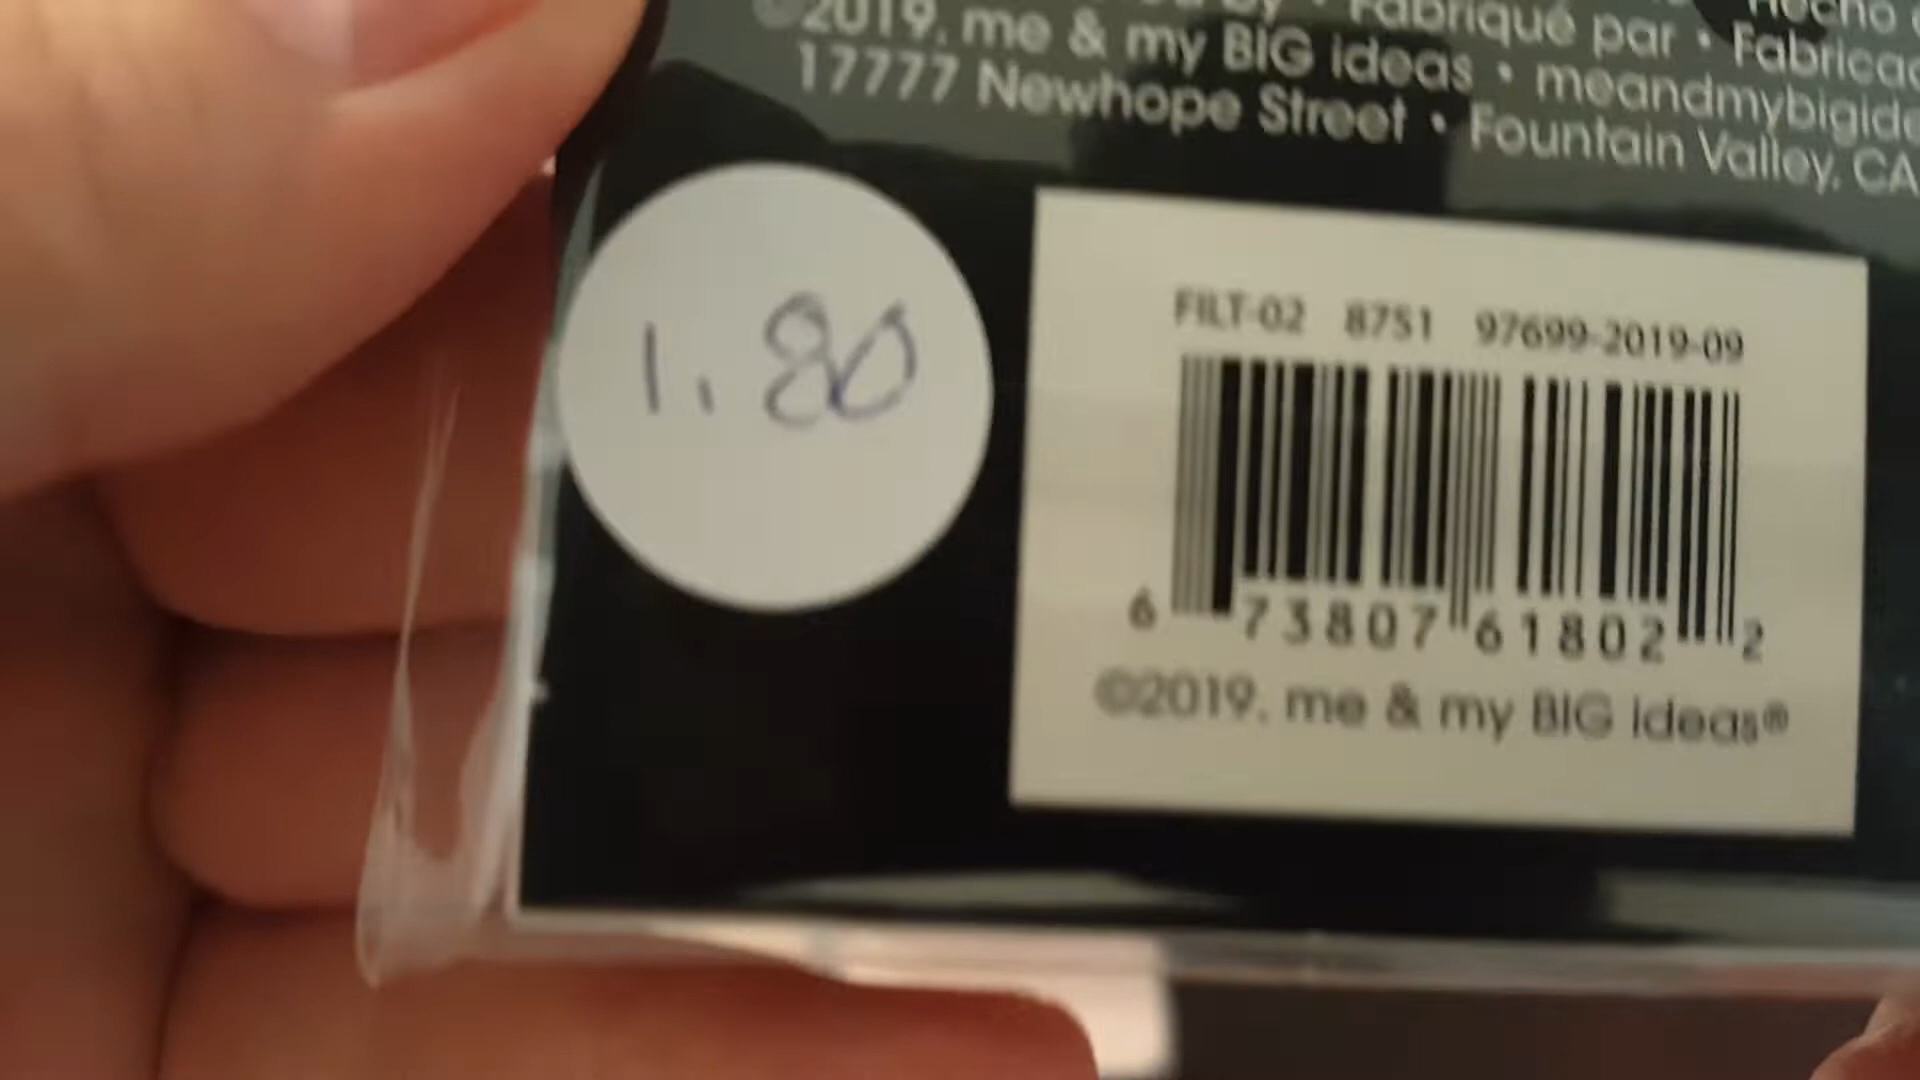 by • Fabriqué par •
©2019, me & my BIG ideas •
17777 Newhope Street • Fountain Valley, CA
1.80
FILT-02 8751 97699-2019-09
6 73807 61802 2
©2019, me & my BIG ideas®